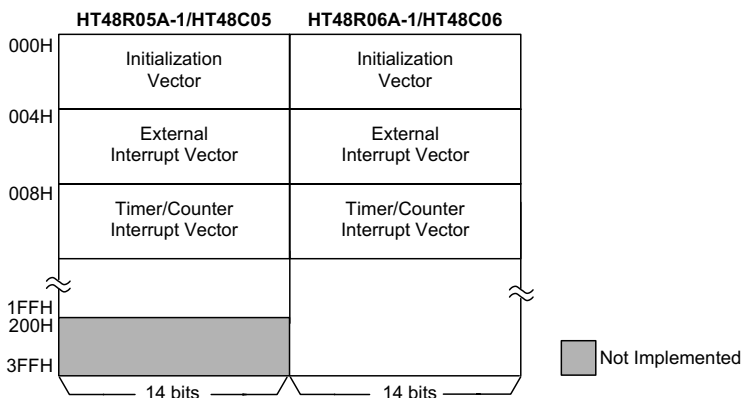 HT48R05A-1/HT48C05 HT48R06A-1/HT48C06
000H
Initialization
Vector
Initialization
Vector
004H
External
Interrupt Vector
External
Interrupt Vector
008H
Timer/Counter
Interrupt Vector
Timer/Counter
Interrupt Vector
1FFH
200H
3FFH
Not Implemented
14 bits
14 bits